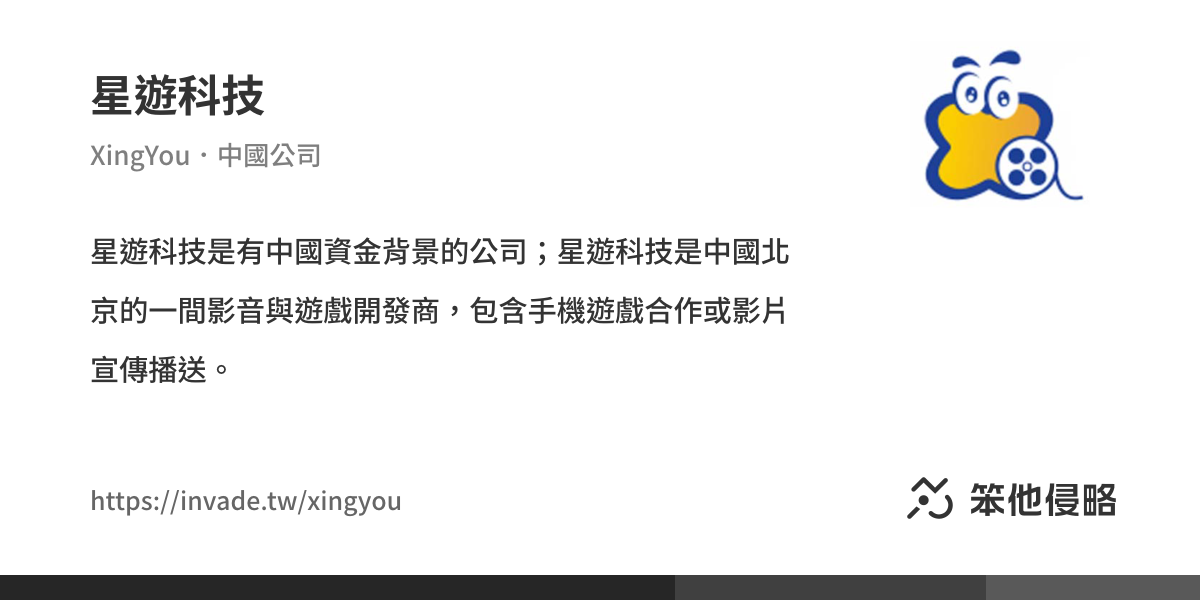 星遊科技
XingYou・中國公司
星遊科技是有中國資金背景的公司；星遊科技是中國北
京的一間影音與遊戲開發商，包含手機遊戲合作或影片
宣傳播送。
https://invade.tw/xingyou
笨他侵略